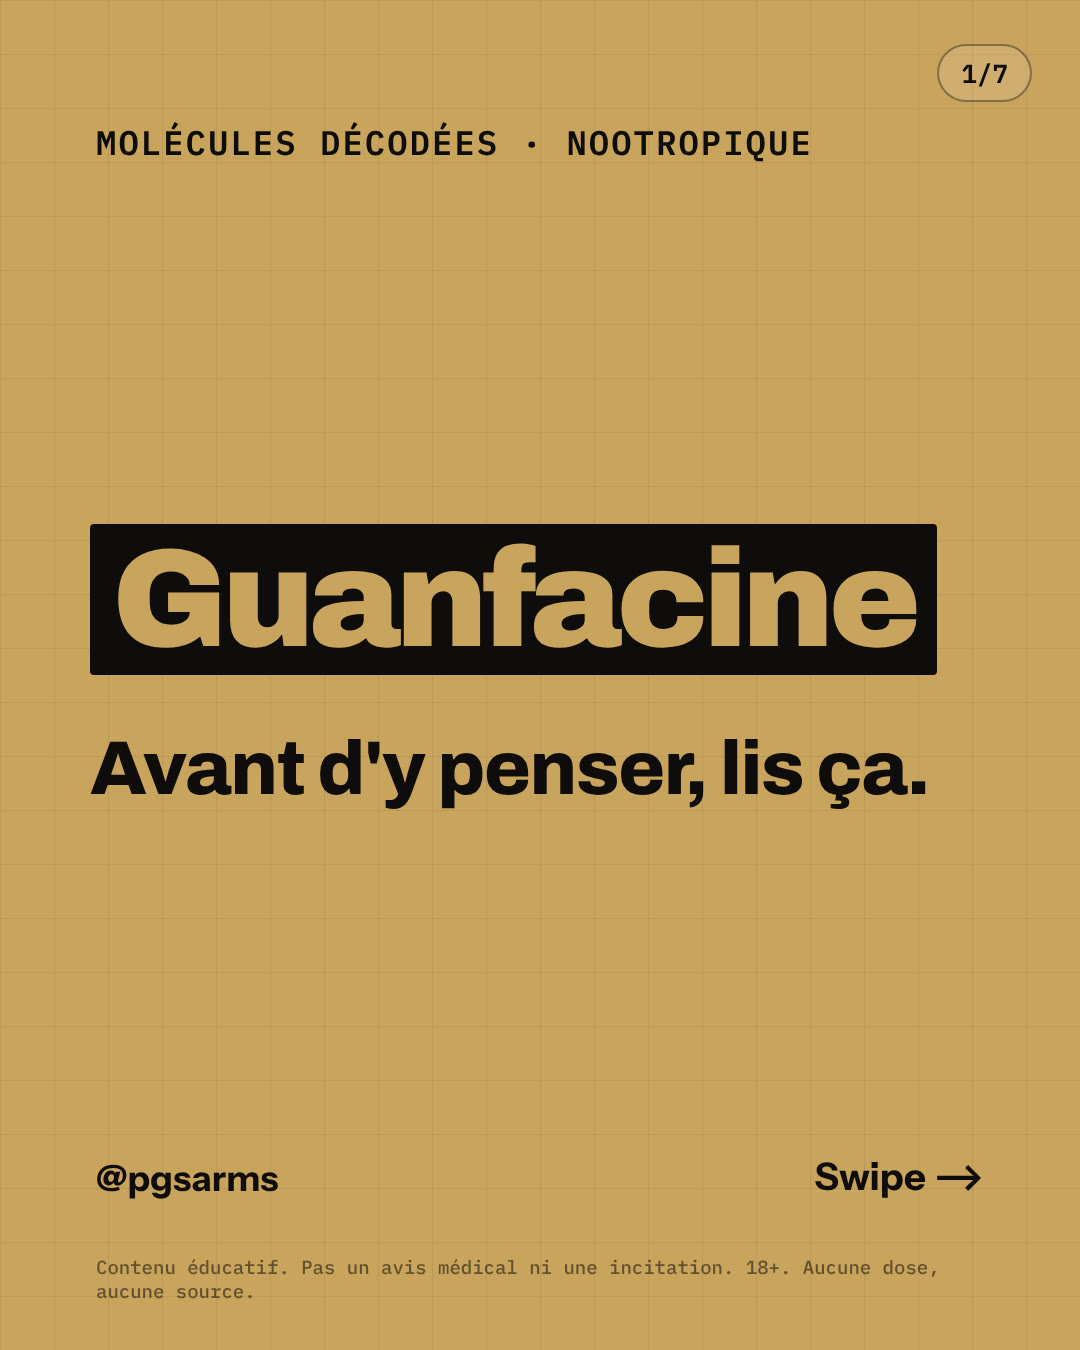 1/7
MOLÉCULES DÉCODÉES · NOOTROPIQUE
Guanfacine
Avant d'y penser, lis ça.
@pgsarms
Swipe →
Contenu éducatif. Pas un avis médical ni une incitation. 18+. Aucune dose,
aucune source.